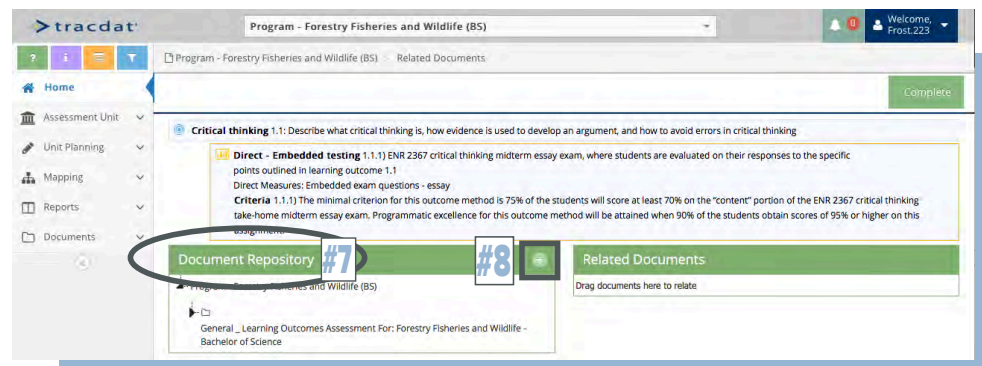 tracdat
Program - Forestry Fisheries and Wildlife (BS)
0
Welcome,
Frost.223
? i
Program - Forestry Fisheries and Wildlife (BS) Related Documents
Home
Complete
Assessment Unit
Unit Planning
Mapping
Reports
Documents
Critical thinking 1.1: Describe what critical thinking is, how evidence is used to develop an argument, and how to avoid errors in critical thinking
Direct - Embedded testing 1.1.1) ENR 2367 critical thinking midterm essay exam, where students are evaluated on their responses to the specific
points outlined in learning outcome 1.1
Direct Measures: Embedded exam questions - essay
Criteria 1.1.1) The minimal criterion for this outcome method is 75% of the students will score at least 70% on the “content” portion of the ENR 2367 critical thinking
take-home midterm essay exam. Programmatic excellence for this outcome method will be attained when 90% of the students obtain scores of 95% or higher on this
assignment.
Document Repository #7 #8
Related Documents
Program - Forestry Fisheries and Wildlife (BS)
Drag documents here to relate
General _ Learning Outcomes Assessment For: Forestry Fisheries and Wildlife -
Bachelor of Science